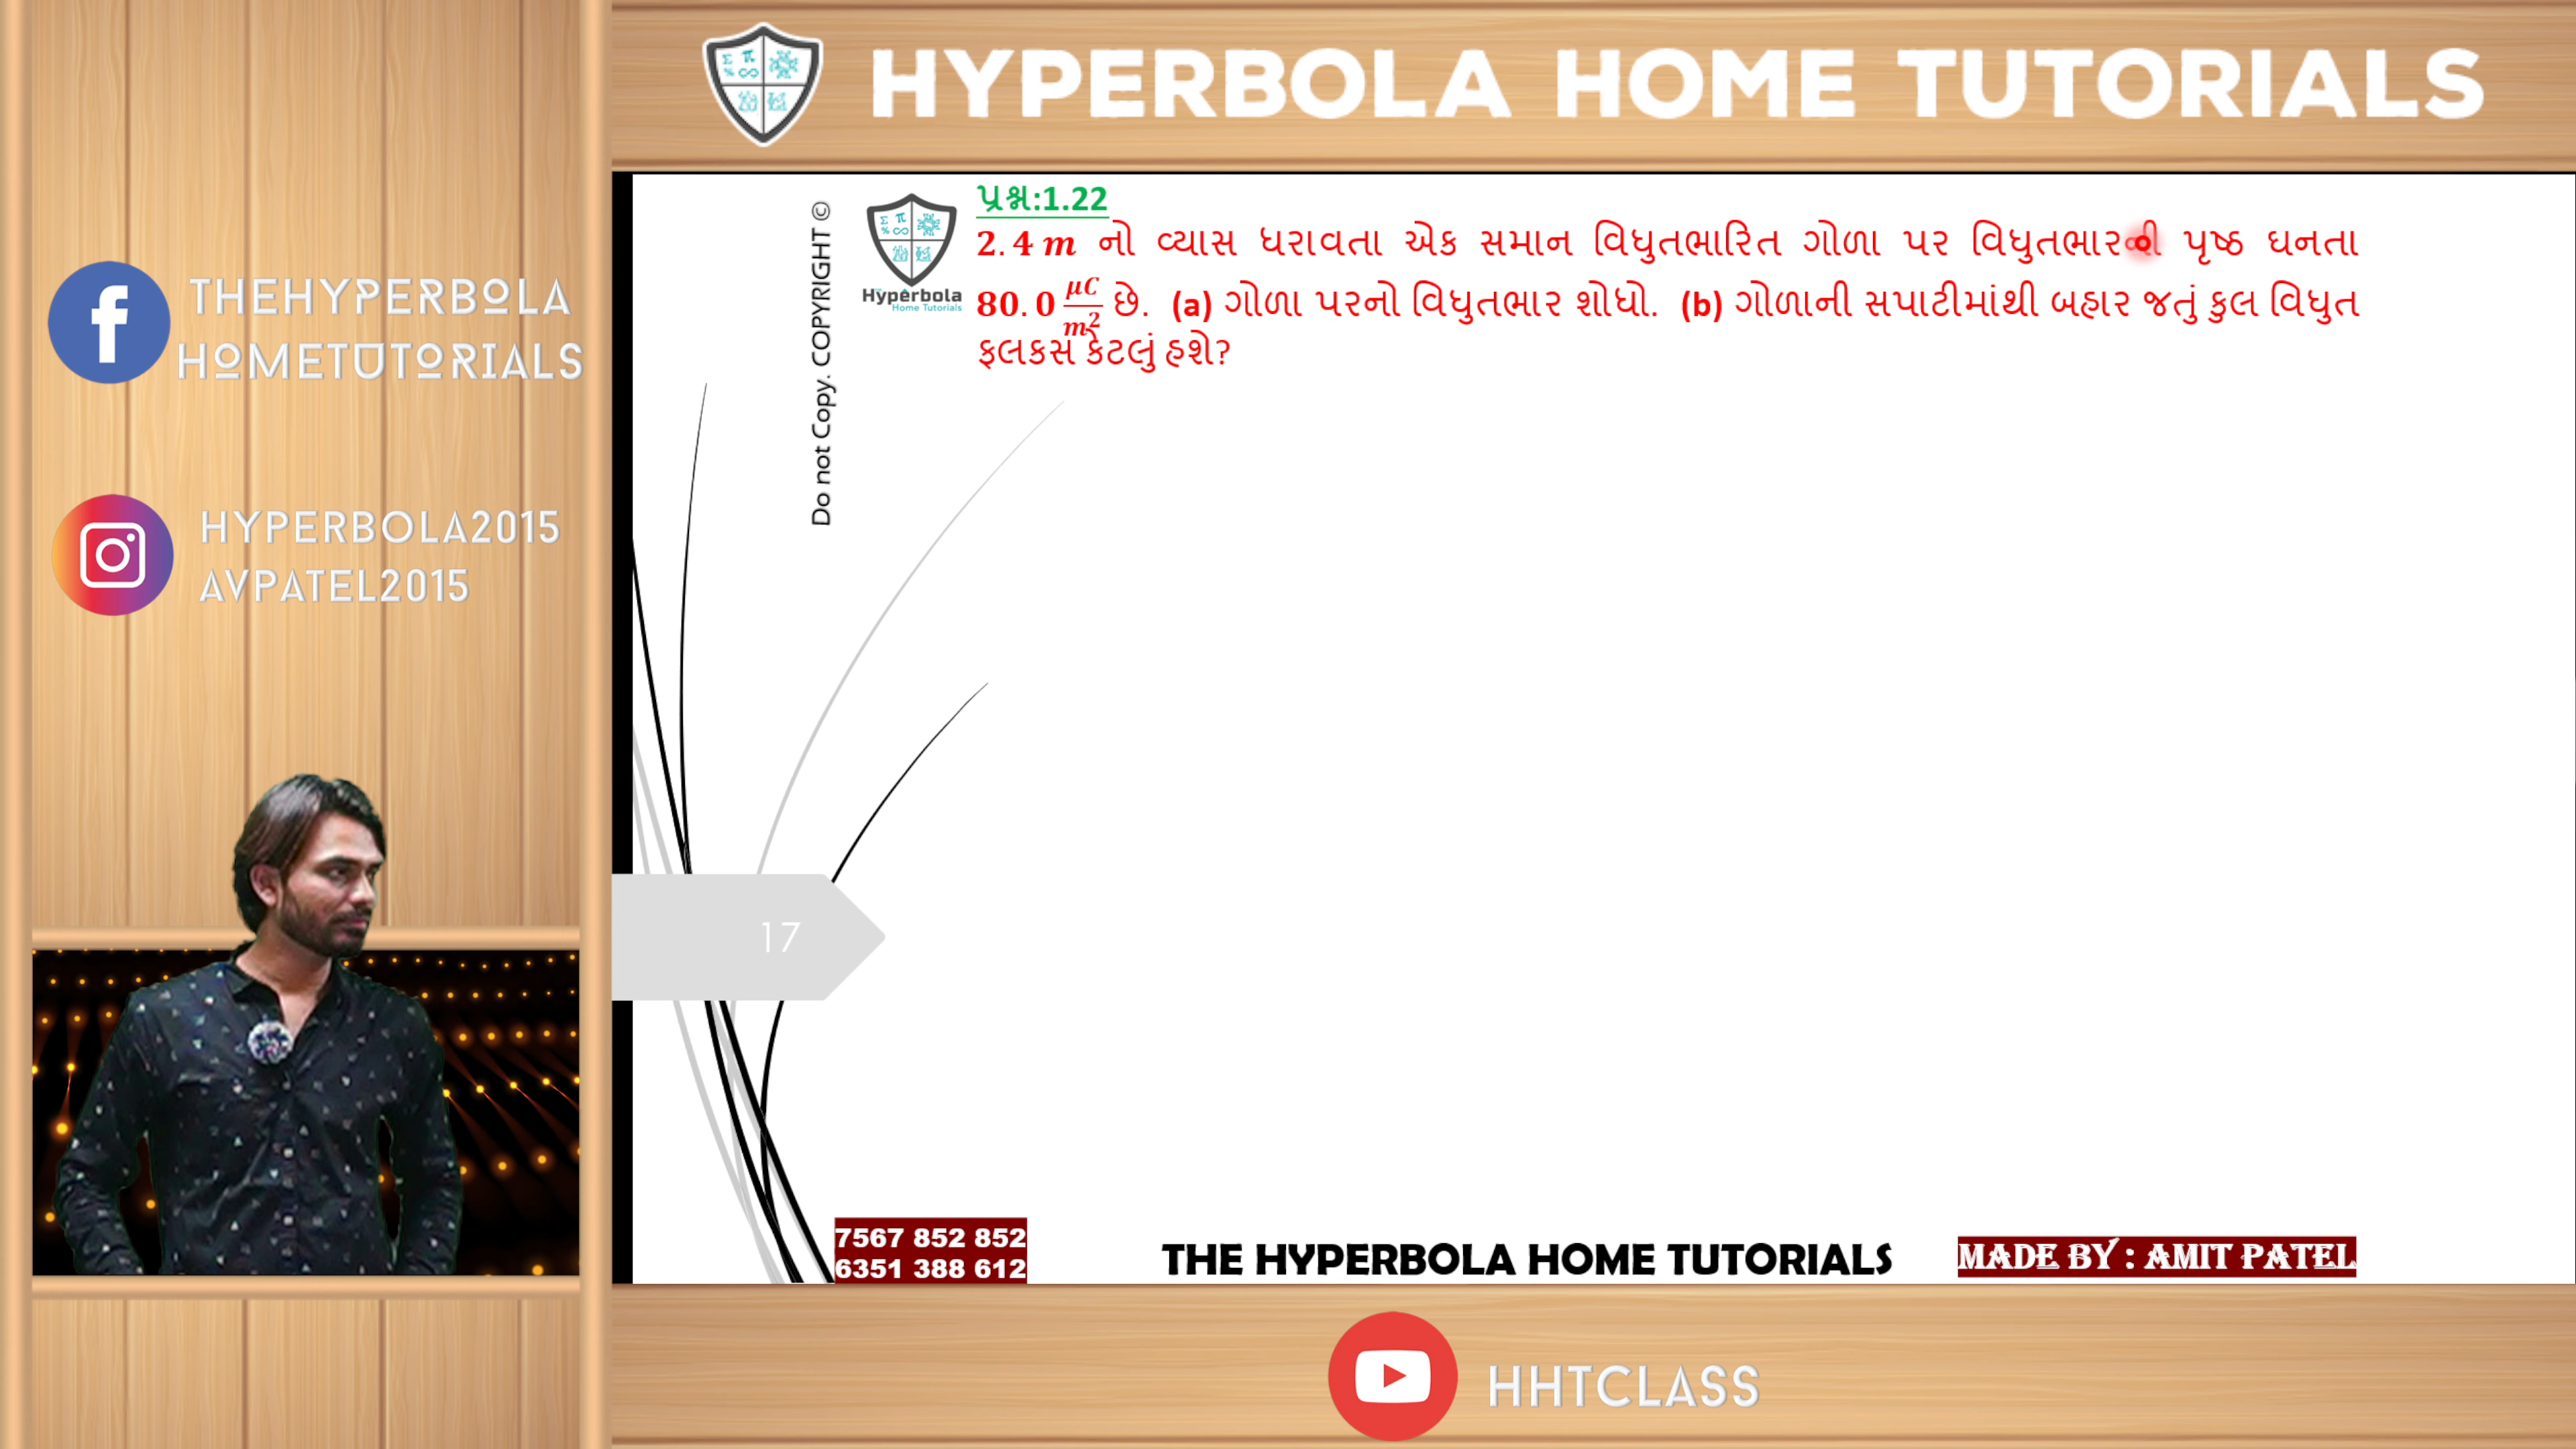 HYPERBOLA HOME TUTORIALS
THEHYPERBOLA
HOMETUTORIALS
HYPERBOLA2015
AVPATEL2015
Do not Copy. COPYRIGHT ©
Hyperbola
Home Tutorials
પ્રશ્ન:1.22
2.4 m નો વ્યાસ ધરાવતા એક સમાન વિધુતભારિત ગોળા પર વિધુતભારની પૃષ્ઠ ઘનતા
80.0 μC/m² છે. (a) ગોળા પરનો વિધુતભાર શોધો. (b) ગોળાની સપાટીમાંથી બહાર જતું કુલ વિધુત
ફલકસ કેટલું હશે?
17
7567 852 852
6351 388 612
THE HYPERBOLA HOME TUTORIALS
MADE BY : AMIT PATEL
HHTCLASS